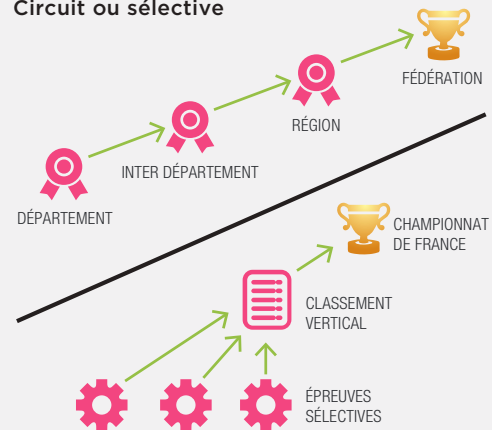 Circuit ou sélective
FÉDÉRATION
RÉGION
INTER DÉPARTEMENT
DÉPARTEMENT
CHAMPIONNAT
DE FRANCE
CLASSEMENT
VERTICAL
ÉPREUVES
SÉLECTIVES